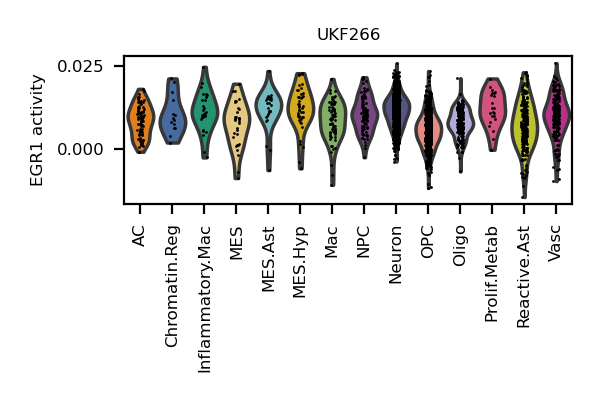 UKF266
0.025
0.000
EGR1 activity
AC
Chromatin.Reg
Inflammatory.Mac
MES
MES.Ast
MES.Hyp
Mac
NPC
Neuron
OPC
Oligo
Prolif.Metab
Reactive.Ast
Vasc